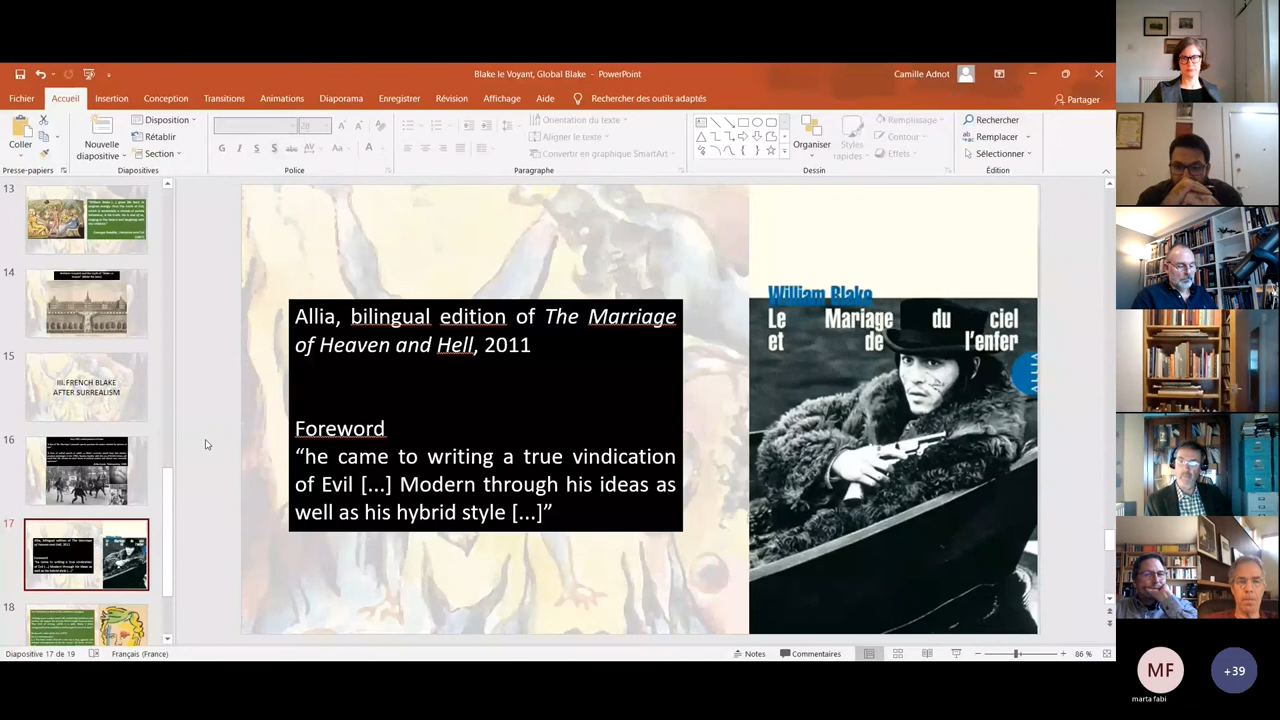 Blake le Voyant, Global Blake - PowerPoint
Camille Adnot
Fichier Accueil Insertion Conception Transitions Animations Diaporama Enregistrer Révision Affichage Aide Rechercher des outils adaptés
Partager
Coller
Nouvelle
diapositive
Disposition
Rétablir
Section
Orientation du texte
Aligner le texte
Convertir en graphique SmartArt
Organiser
Styles
rapides
Remplissage
Contour
Effets
Rechercher
Remplacer
Sélectionner
Presse-papiers Diapositives Police Paragraphe Dessin Édition
13
14
15
III. FRENCH BLAKE
AFTER SURREALISM
16
17
18
Allia, bilingual edition of The Marriage
of Heaven and Hell, 2011
Foreword
“he came to writing a true vindication
of Evil [...] Modern through his ideas as
well as his hybrid style [...]”
William Blake
Le Mariage du ciel
et de l'enfer
ALLIA
Diapositive 17 de 19 Français (France) Notes Commentaires 86 %
MF
marta fabi
+39